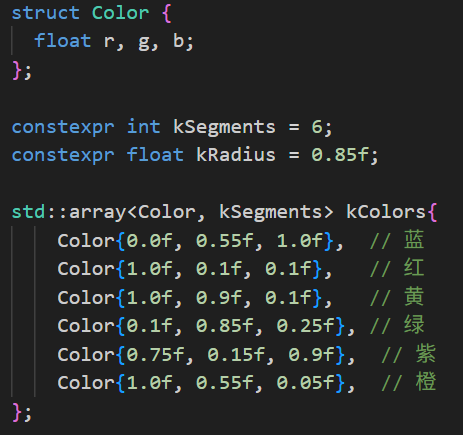 struct Color {
  float r, g, b;
};

constexpr int kSegments = 6;
constexpr float kRadius = 0.85f;

std::array<Color, kSegments> kColors{
    Color{0.0f, 0.55f, 1.0f},  // 蓝
    Color{1.0f, 0.1f, 0.1f},   // 红
    Color{1.0f, 0.9f, 0.1f},   // 黄
    Color{0.1f, 0.85f, 0.25f}, // 绿
    Color{0.75f, 0.15f, 0.9f},  // 紫
    Color{1.0f, 0.55f, 0.05f},  // 橙
};